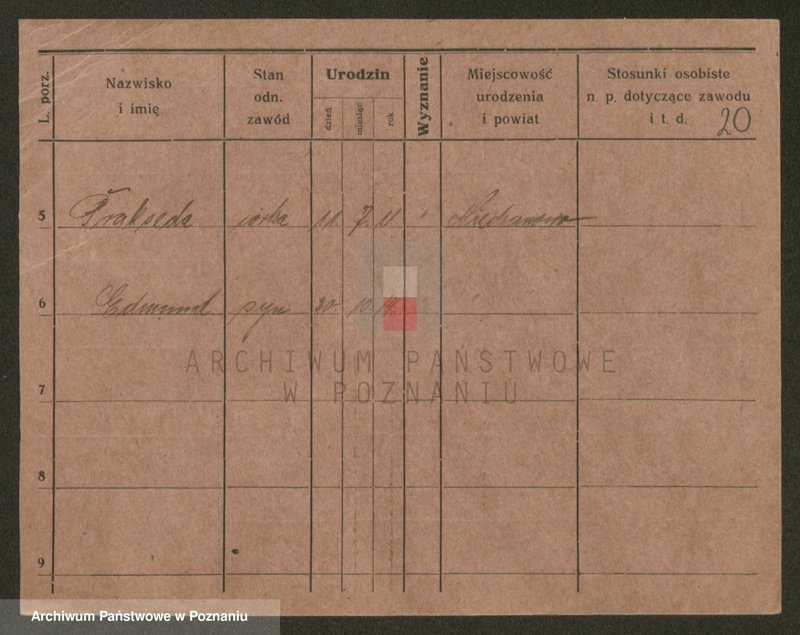 L. porz.
Nazwisko
i imię
Stan
odn.
zawód
Urodzin
dzień
miesiąc
rok
Wyznanie
Miejscowość
urodzenia
i powiat
Stosunki osobiste
n. p. dotyczące zawodu
i t. d.
20
5 Prakseda córka 11 7 11 "
6 Edmund syn 20. 10. 14. " " "
7
8
9
ARCHIWUM PAŃSTWOWE
W POZNANIU
Archiwum Państwowe w Poznaniu